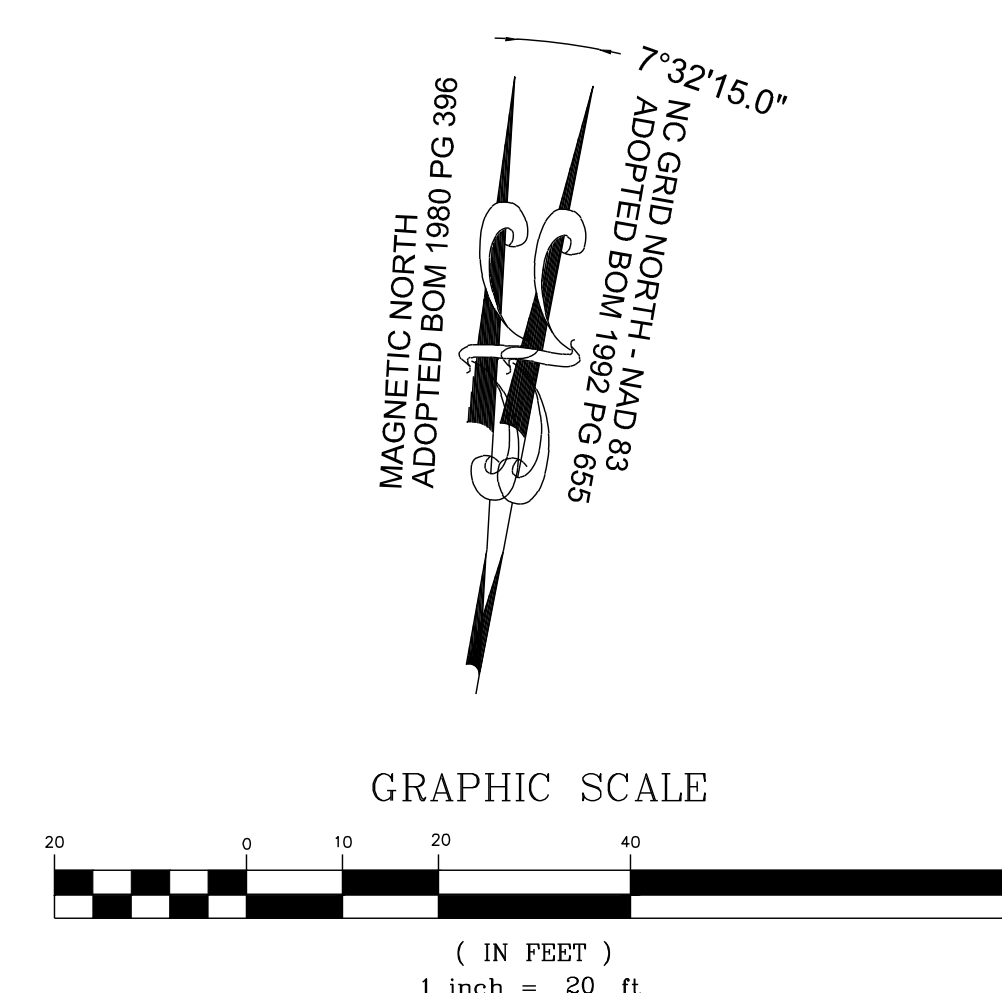 7°32'15.0"
MAGNETIC NORTH
ADOPTED BOM 1980 PG 396
NC GRID NORTH - NAD 83
ADOPTED BOM 1992 PG 655
GRAPHIC SCALE
20 0 10 20 40
( IN FEET )
1 inch = 20 ft